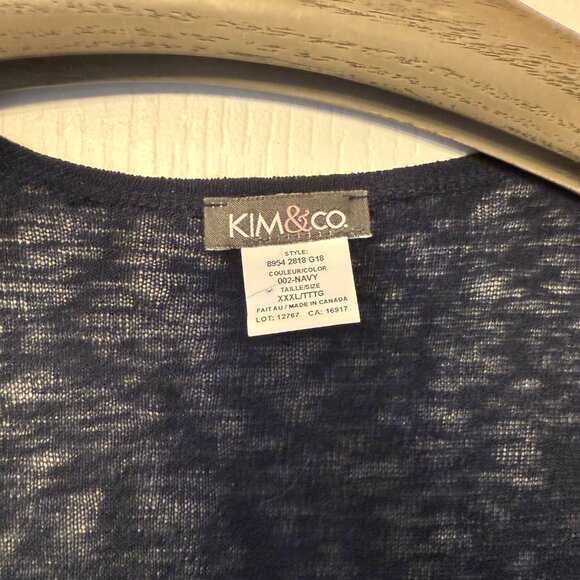 KIM&CO.
STYLE:
8954 2818 G18
COULEUR/COLOR
002-NAVY
TAILLE/SIZE
XXXL/TTTG
FAIT AU / MADE IN CANADA
LOT: 12767 CA: 16917